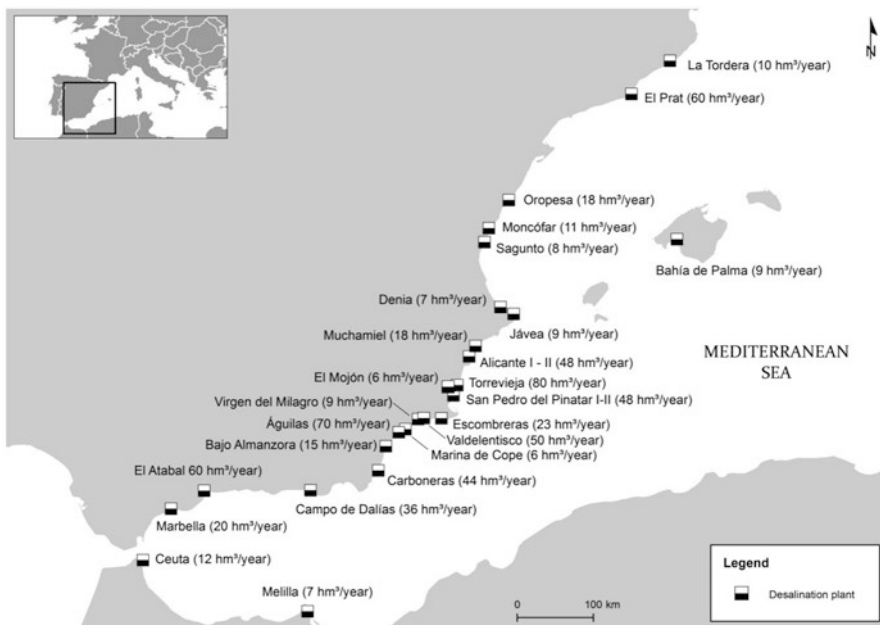 N
La Tordera (10 hm³/year)
El Prat (60 hm³/year)
Oropesa (18 hm³/year)
Moncófar (11 hm³/year)
Sagunto (8 hm³/year)
Bahía de Palma (9 hm³/year)
Denia (7 hm³/year)
Jávea (9 hm³/year)
Muchamiel (18 hm³/year)
Alicante I - II (48 hm³/year)
MEDITERRANEAN
SEA
El Mojón (6 hm³/year)
Torrevieja (80 hm³/year)
San Pedro del Pinatar I-II (48 hm³/year)
Virgen del Milagro (9 hm³/year)
Águilas (70 hm³/year)
Escombreras (23 hm³/year)
Valdelentisco (50 hm³/year)
Marina de Cope (6 hm³/year)
Bajo Almanzora (15 hm³/year)
El Atabal 60 hm³/year)
Carboneras (44 hm³/year)
Campo de Dalías (36 hm³/year)
Marbella (20 hm³/year)
Ceuta (12 hm³/year)
Melilla (7 hm³/year)
0 100 km
Legend
Desalination plant